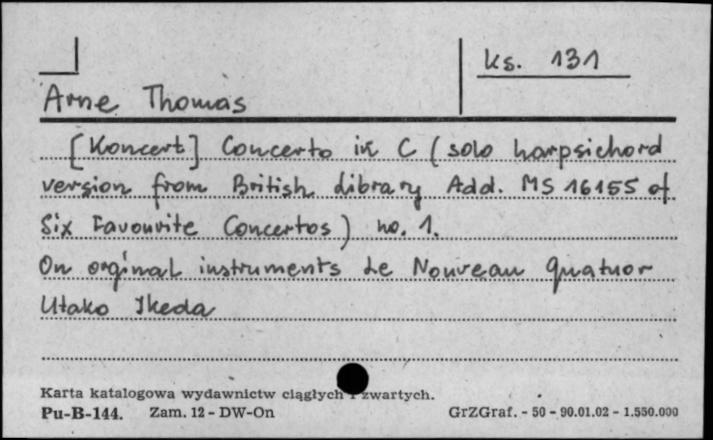 ks. 131
Arne Thomas
[Koncert] Concerto in C (solo harpsichord
version from British Library Add. MS 16155 of
Six Favourite Concertos) no. 1.
On orginal instruments Le Nouveau Quatuor
Utako Ikeda
Karta katalogowa wydawnictw ciągłych i zwartych.
Pu-B-144. Zam. 12 - DW-On GrZGraf. - 50 - 90.01.02 - 1.550.000